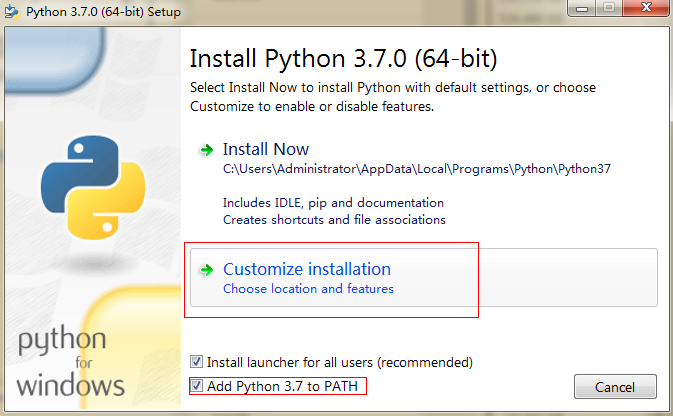 Python 3.7.0 (64-bit) Setup
Install Python 3.7.0 (64-bit)
Select Install Now to install Python with default settings, or choose
Customize to enable or disable features.
Install Now
C:\Users\Administrator\AppData\Local\Programs\Python\Python37
Includes IDLE, pip and documentation
Creates shortcuts and file associations
Customize installation
Choose location and features
python
for
windows
Install launcher for all users (recommended)
Add Python 3.7 to PATH
Cancel